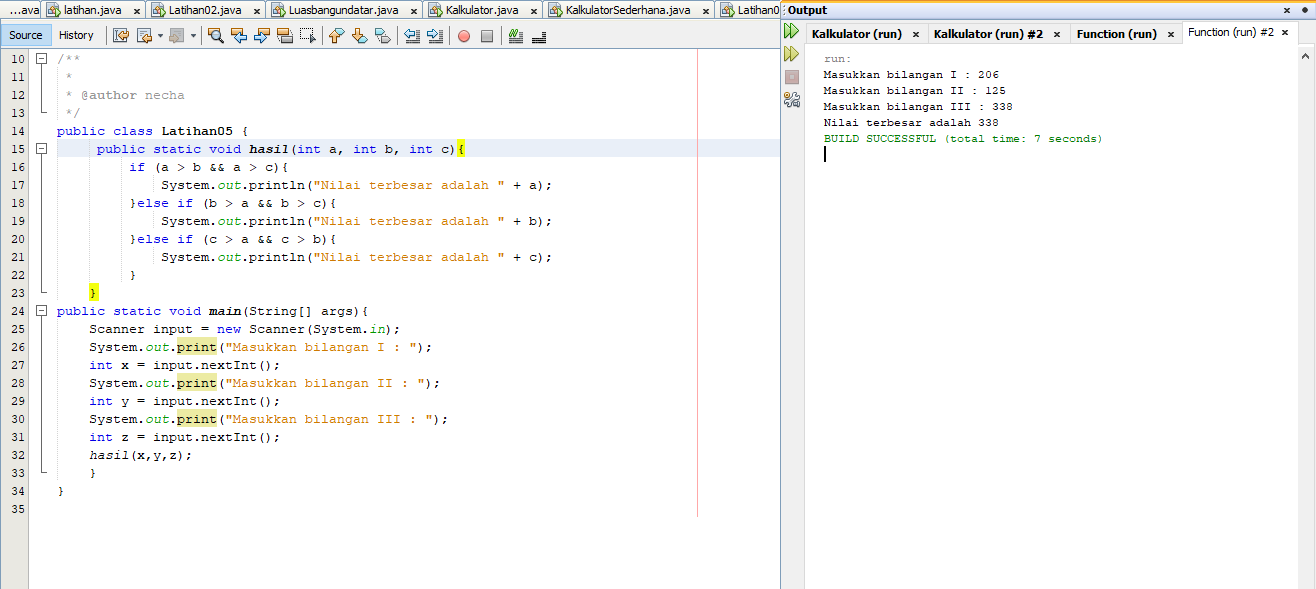 ...ava latihan.java Latihan02.java Luasbangundatar.java Kalkulator.java KalkulatorSederhana.java Latihan0
Source History
10 /**
11 *
12 * @author necha
13 */
14 public class Latihan05 {
15 public static void hasil(int a, int b, int c){
16 if (a > b && a > c){
17 System.out.println("Nilai terbesar adalah " + a);
18 }else if (b > a && b > c){
19 System.out.println("Nilai terbesar adalah " + b);
20 }else if (c > a && c > b){
21 System.out.println("Nilai terbesar adalah " + c);
22 }
23 }
24 public static void main(String[] args){
25 Scanner input = new Scanner(System.in);
26 System.out.print("Masukkan bilangan I : ");
27 int x = input.nextInt();
28 System.out.print("Masukkan bilangan II : ");
29 int y = input.nextInt();
30 System.out.print("Masukkan bilangan III : ");
31 int z = input.nextInt();
32 hasil(x,y,z);
33 }
34 }
35
Output
Kalkulator (run) Kalkulator (run) #2 Function (run) Function (run) #2
run:
Masukkan bilangan I : 206
Masukkan bilangan II : 125
Masukkan bilangan III : 338
Nilai terbesar adalah 338
BUILD SUCCESSFUL (total time: 7 seconds)